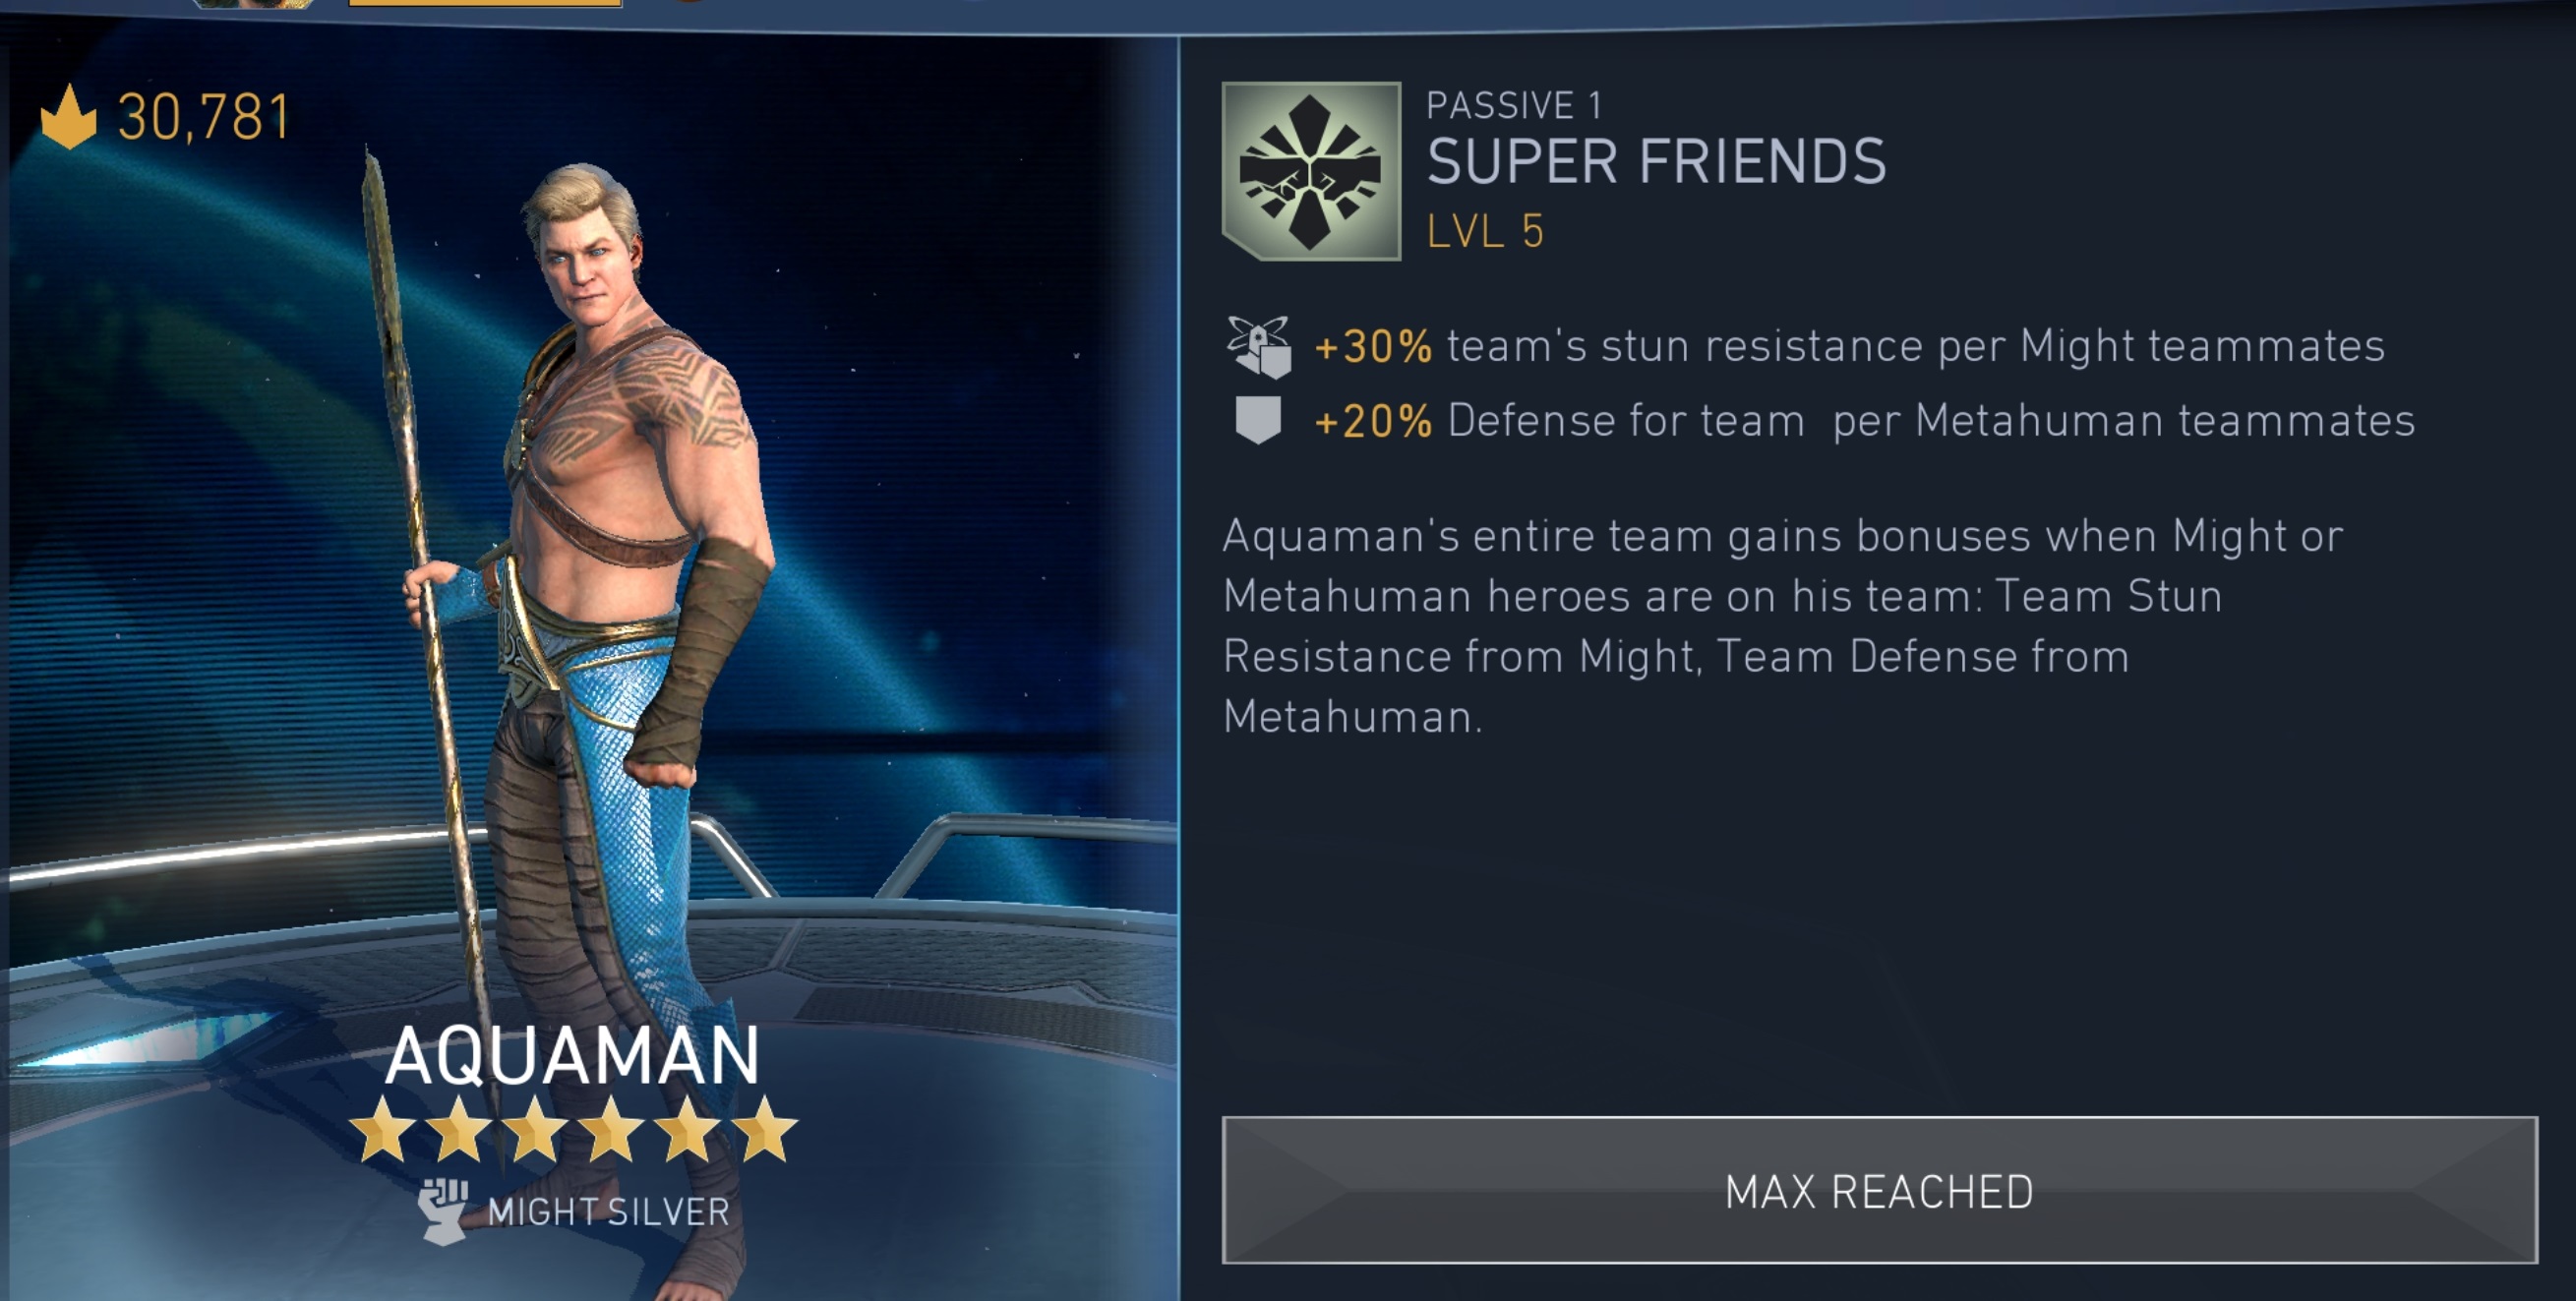 30,781
AQUAMAN
MIGHT SILVER
PASSIVE 1
SUPER FRIENDS
LVL 5
+30% team's stun resistance per Might teammates
+20% Defense for team  per Metahuman teammates
Aquaman's entire team gains bonuses when Might or
Metahuman heroes are on his team: Team Stun
Resistance from Might, Team Defense from
Metahuman.
MAX REACHED